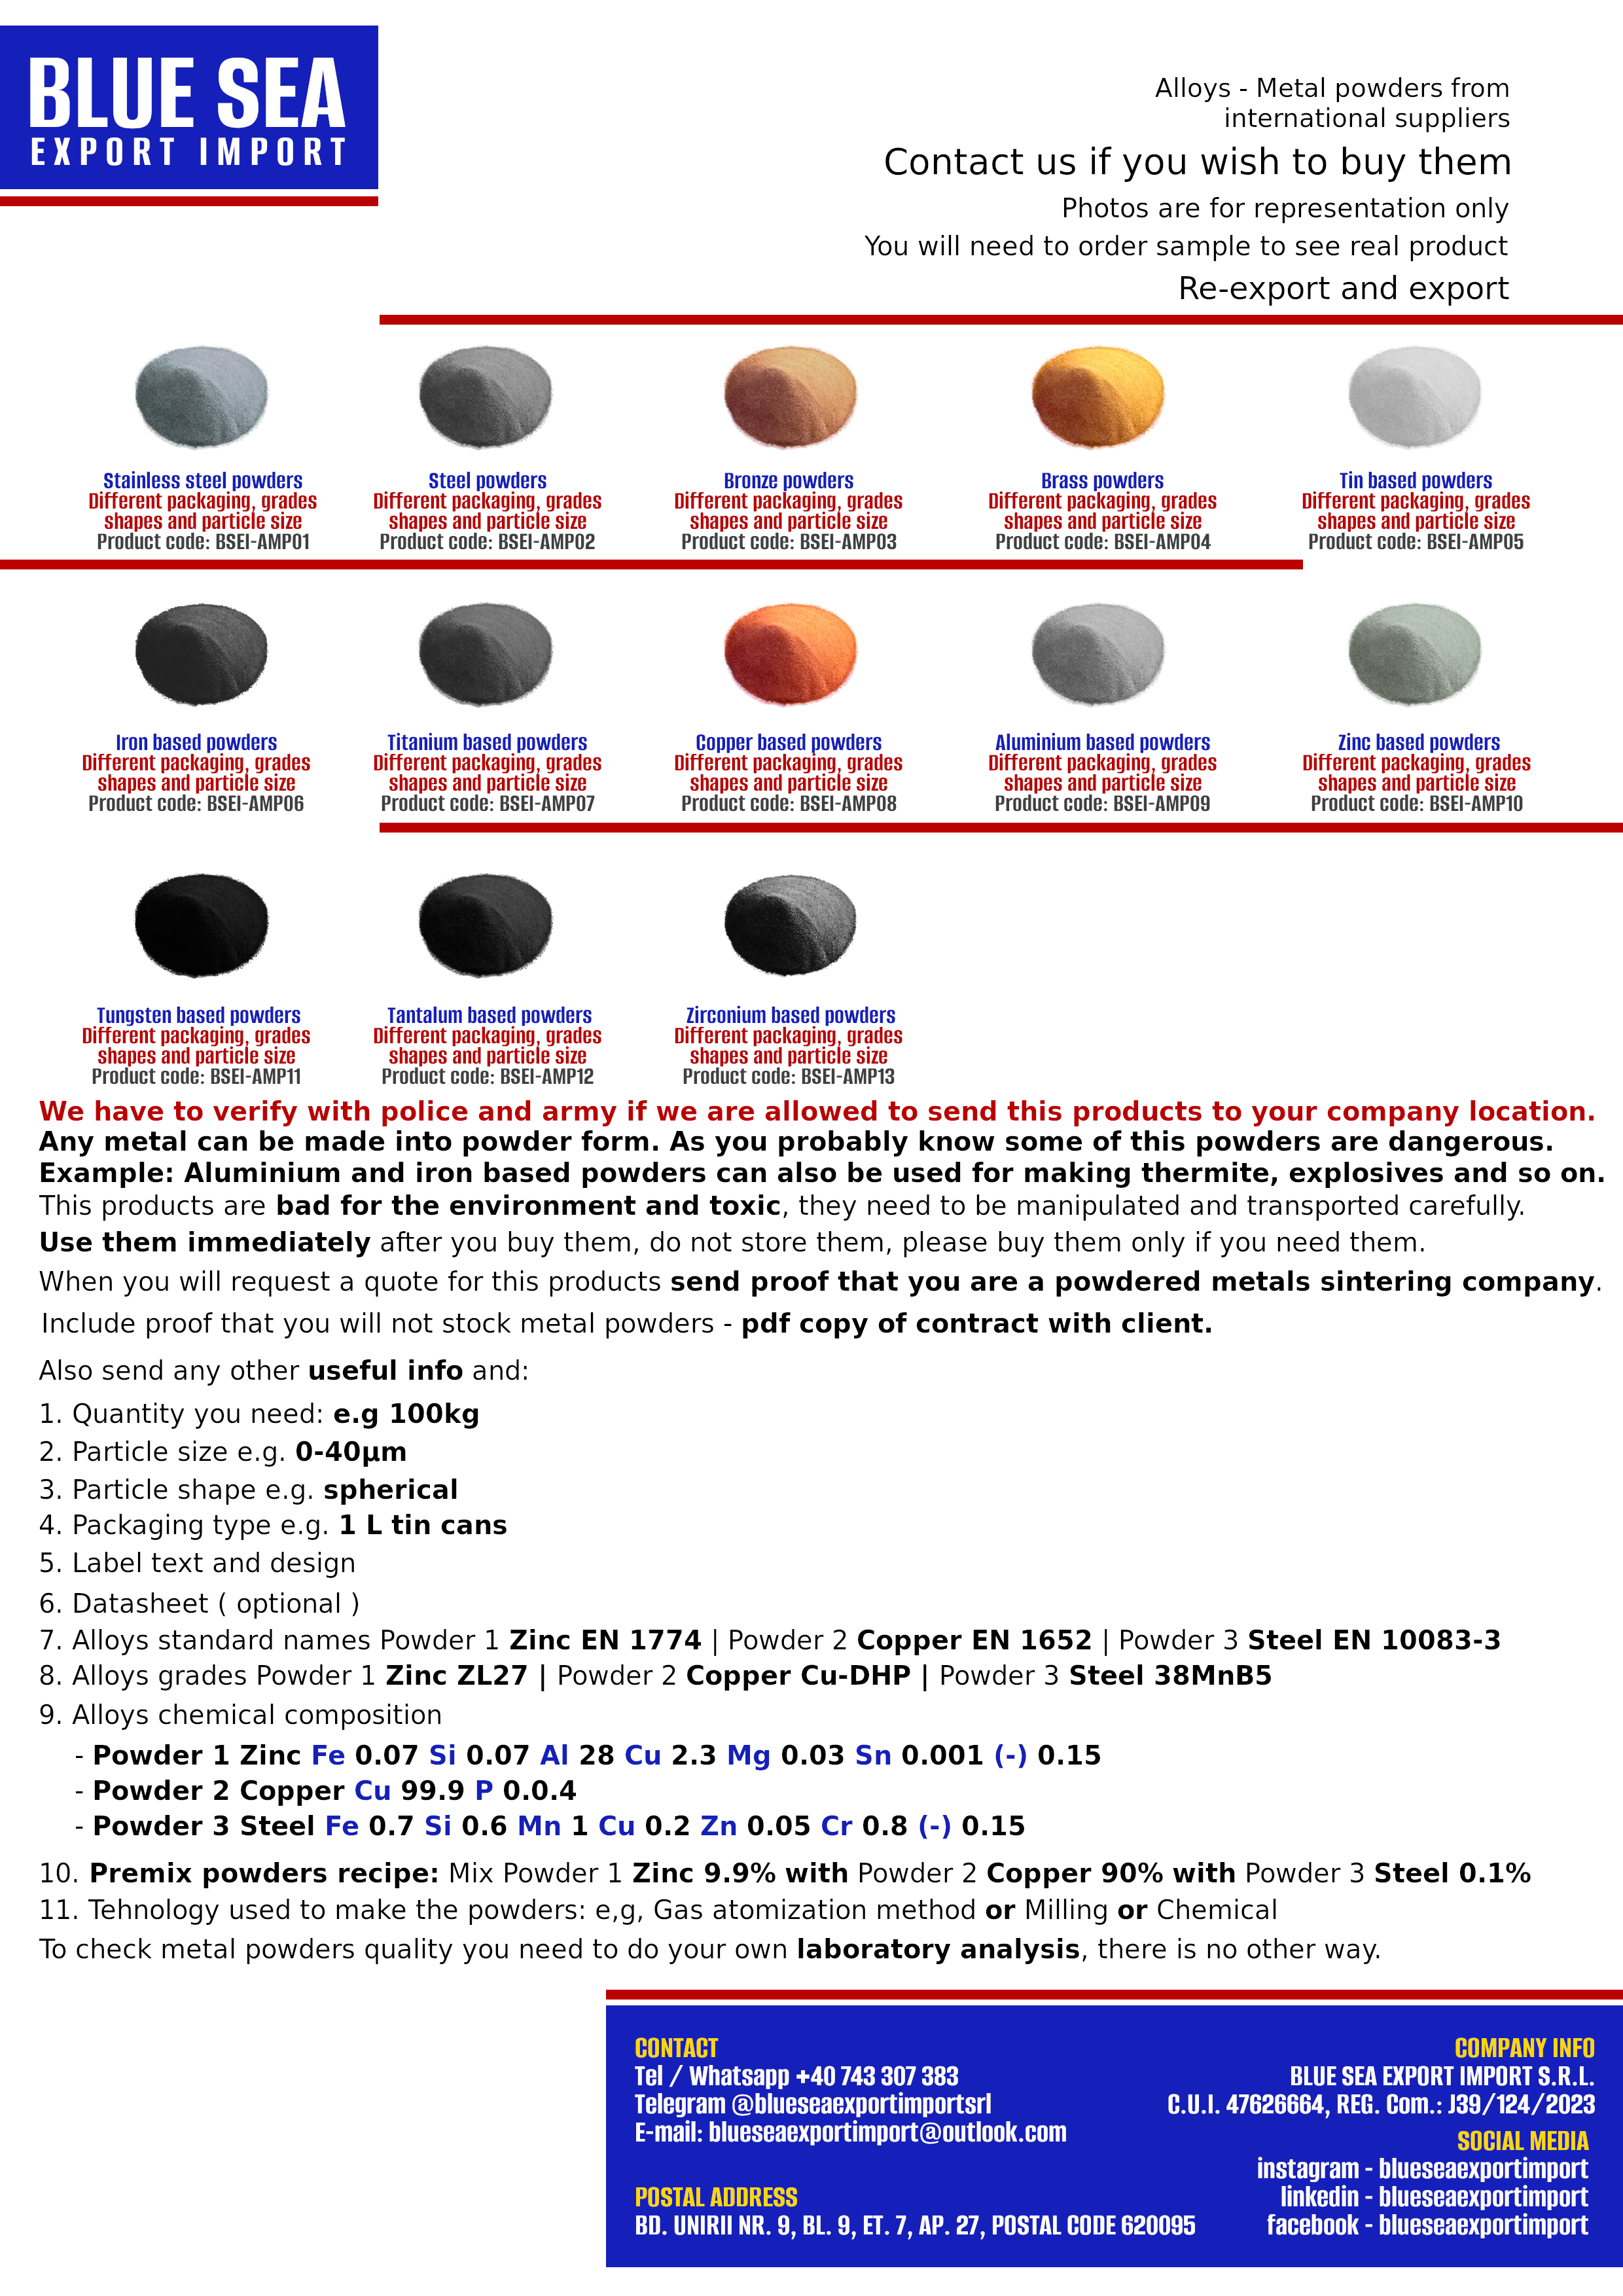 BLUE SEA
EXPORT IMPORT
Alloys - Metal powders from
international suppliers
Contact us if you wish to buy them
Photos are for representation only
You will need to order sample to see real product
Re-export and export
Stainless steel powders
Different packaging, grades
shapes and particle size
Product code: BSEI-AMP01
Steel powders
Different packaging, grades
shapes and particle size
Product code: BSEI-AMP02
Bronze powders
Different packaging, grades
shapes and particle size
Product code: BSEI-AMP03
Brass powders
Different packaging, grades
shapes and particle size
Product code: BSEI-AMP04
Tin based powders
Different packaging, grades
shapes and particle size
Product code: BSEI-AMP05
Iron based powders
Different packaging, grades
shapes and particle size
Product code: BSEI-AMP06
Titanium based powders
Different packaging, grades
shapes and particle size
Product code: BSEI-AMP07
Copper based powders
Different packaging, grades
shapes and particle size
Product code: BSEI-AMP08
Aluminium based powders
Different packaging, grades
shapes and particle size
Product code: BSEI-AMP09
Zinc based powders
Different packaging, grades
shapes and particle size
Product code: BSEI-AMP10
Tungsten based powders
Different packaging, grades
shapes and particle size
Product code: BSEI-AMP11
Tantalum based powders
Different packaging, grades
shapes and particle size
Product code: BSEI-AMP12
Zirconium based powders
Different packaging, grades
shapes and particle size
Product code: BSEI-AMP13
We have to verify with police and army if we are allowed to send this products to your company location.
Any metal can be made into powder form. As you probably know some of this powders are dangerous.
Example: Aluminium and iron based powders can also be used for making thermite, explosives and so on.
This products are bad for the environment and toxic, they need to be manipulated and transported carefully.
Use them immediately after you buy them, do not store them, please buy them only if you need them.
When you will request a quote for this products send proof that you are a powdered metals sintering company.
Include proof that you will not stock metal powders - pdf copy of contract with client.
Also send any other useful info and:
1. Quantity you need: e.g 100kg
2. Particle size e.g. 0-40μm
3. Particle shape e.g. spherical
4. Packaging type e.g. 1 L tin cans
5. Label text and design
6. Datasheet ( optional )
7. Alloys standard names Powder 1 Zinc EN 1774 | Powder 2 Copper EN 1652 | Powder 3 Steel EN 10083-3
8. Alloys grades Powder 1 Zinc ZL27 | Powder 2 Copper Cu-DHP | Powder 3 Steel 38MnB5
9. Alloys chemical composition
- Powder 1 Zinc Fe 0.07 Si 0.07 Al 28 Cu 2.3 Mg 0.03 Sn 0.001 (-) 0.15
- Powder 2 Copper Cu 99.9 P 0.0.4
- Powder 3 Steel Fe 0.7 Si 0.6 Mn 1 Cu 0.2 Zn 0.05 Cr 0.8 (-) 0.15
10. Premix powders recipe: Mix Powder 1 Zinc 9.9% with Powder 2 Copper 90% with Powder 3 Steel 0.1%
11. Tehnology used to make the powders: e,g, Gas atomization method or Milling or Chemical
To check metal powders quality you need to do your own laboratory analysis, there is no other way.
CONTACT
Tel / Whatsapp +40 743 307 383
Telegram @blueseaexportimportsrl
E-mail: blueseaexportimport@outlook.com
POSTAL ADDRESS
BD. UNIRII NR. 9, BL. 9, ET. 7, AP. 27, POSTAL CODE 620095
COMPANY INFO
BLUE SEA EXPORT IMPORT S.R.L.
C.U.I. 47626664, REG. Com.: J39/124/2023
SOCIAL MEDIA
instagram - blueseaexportimport
linkedin - blueseaexportimport
facebook - blueseaexportimport